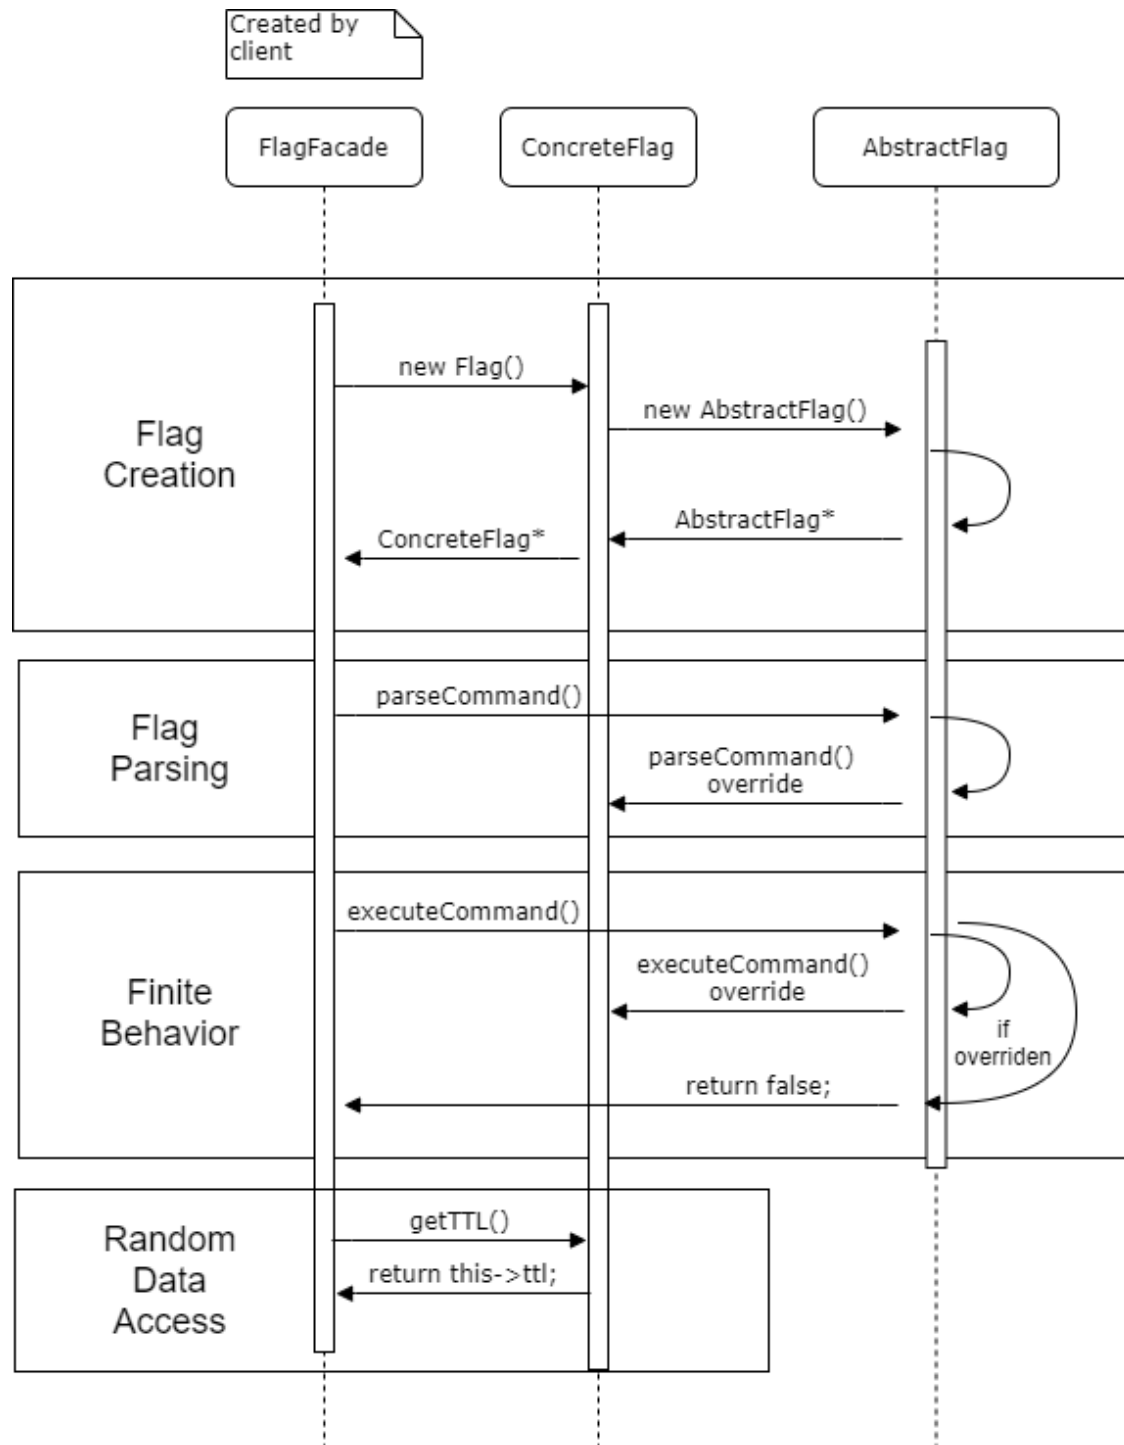 Created by
client
FlagFacade
ConcreteFlag
AbstractFlag
Flag
Creation
new Flag()
new AbstractFlag()
AbstractFlag*
ConcreteFlag*
Flag
Parsing
parseCommand()
parseCommand()
override
Finite
Behavior
executeCommand()
executeCommand()
override
if
overriden
return false;
Random
Data
Access
getTTL()
return this->ttl;